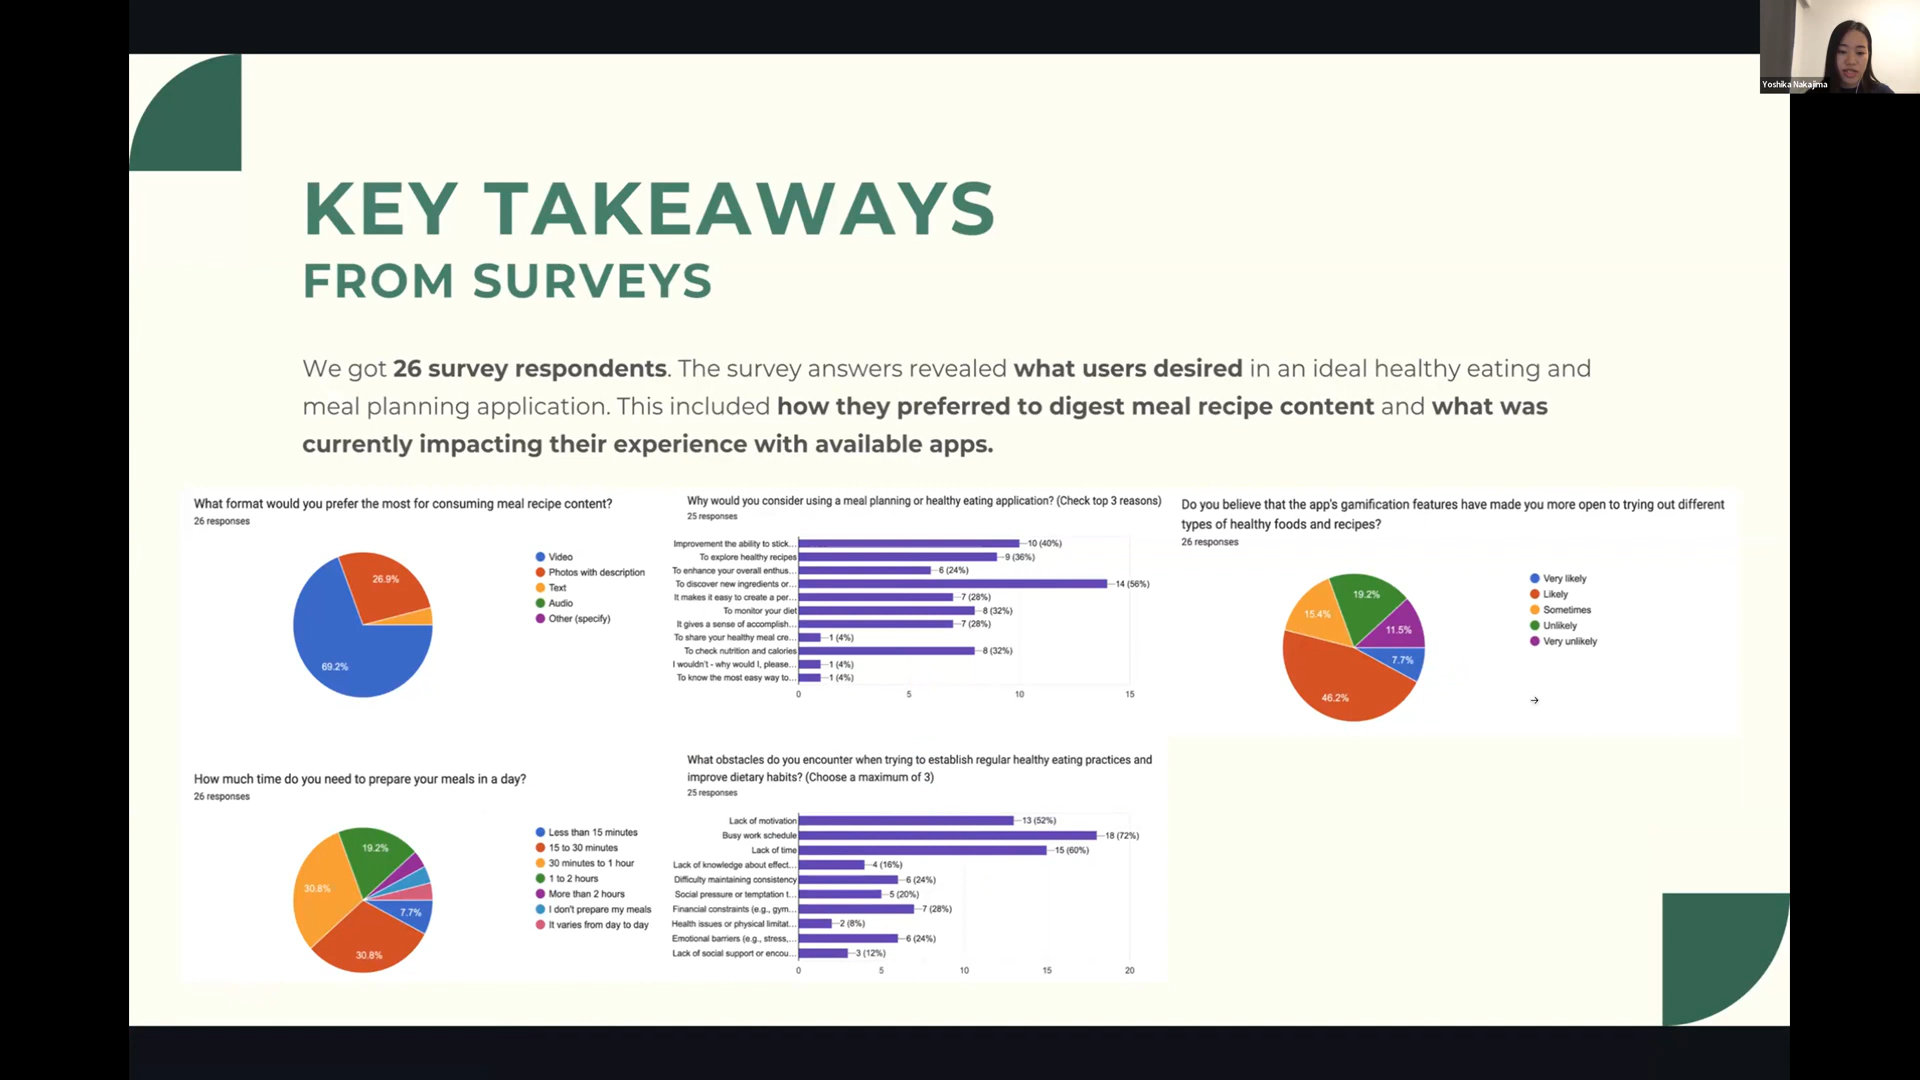 Yoshika Nakajima
KEY TAKEAWAYS
FROM SURVEYS
We got 26 survey respondents. The survey answers revealed what users desired in an ideal healthy eating and
meal planning application. This included how they preferred to digest meal recipe content and what was
currently impacting their experience with available apps.
What format would you prefer the most for consuming meal recipe content?
26 responses
26.9%
69.2%
Video
Photos with description
Text
Audio
Other (specify)
Why would you consider using a meal planning or healthy eating application? (Check top 3 reasons)
25 responses
Improvement the ability to stick... 10 (40%)
To explore healthy recipes 9 (36%)
To enhance your overall enthus... 6 (24%)
To discover new ingredients or... 14 (56%)
It makes it easy to create a per... 7 (28%)
To monitor your diet 8 (32%)
It gives a sense of accomplish... 7 (28%)
To share your healthy meal cre... 1 (4%)
To check nutrition and calories 8 (32%)
I wouldn't - why would I, please... 1 (4%)
To know the most easy way to... 1 (4%)
0 5 10 15
Do you believe that the app's gamification features have made you more open to trying out different
types of healthy foods and recipes?
26 responses
19.2%
15.4%
11.5%
7.7%
46.2%
Very likely
Likely
Sometimes
Unlikely
Very unlikely
How much time do you need to prepare your meals in a day?
26 responses
19.2%
30.8%
7.7%
30.8%
Less than 15 minutes
15 to 30 minutes
30 minutes to 1 hour
1 to 2 hours
More than 2 hours
I don't prepare my meals
It varies from day to day
What obstacles do you encounter when trying to establish regular healthy eating practices and
improve dietary habits? (Choose a maximum of 3)
25 responses
Lack of motivation 13 (52%)
Busy work schedule 18 (72%)
Lack of time 15 (60%)
Lack of knowledge about effect... 4 (16%)
Difficulty maintaining consistency 6 (24%)
Social pressure or temptation t... 5 (20%)
Financial constraints (e.g., gym... 7 (28%)
Health issues or physical limitat... 2 (8%)
Emotional barriers (e.g., stress,... 6 (24%)
Lack of social support or encou... 3 (12%)
0 5 10 15 20